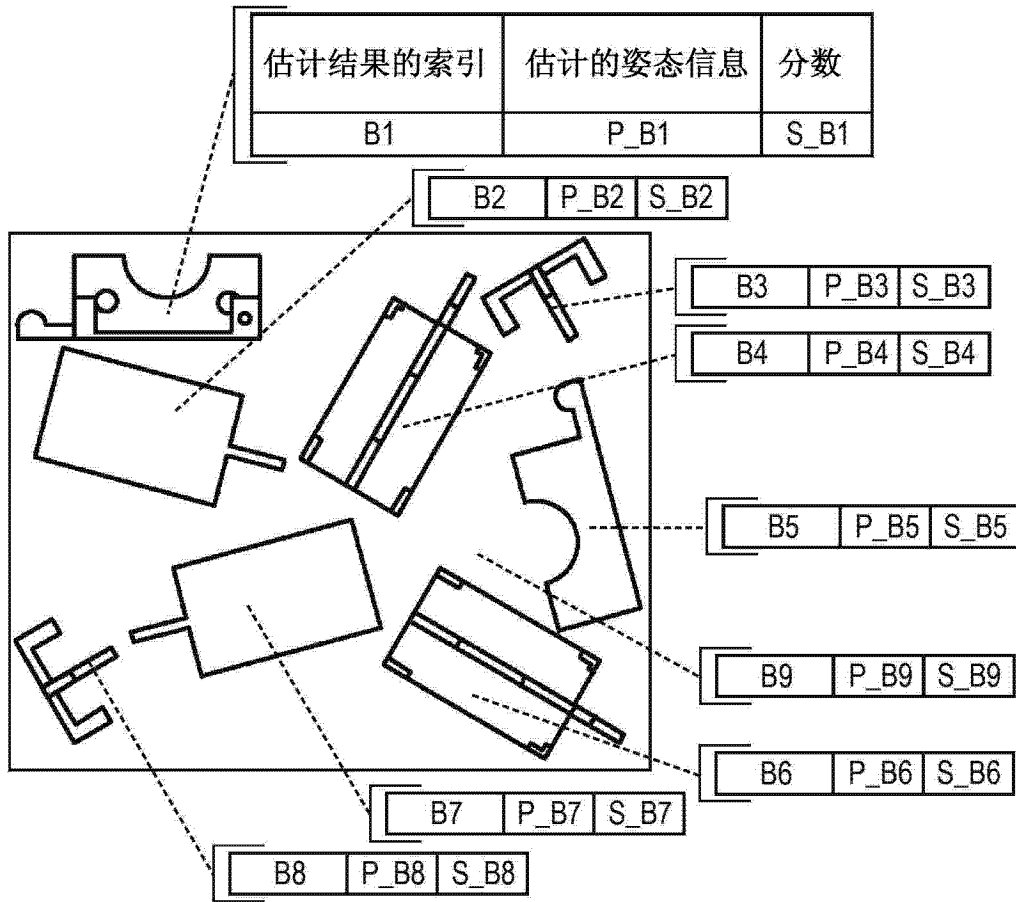 估计结果的索引 估计的姿态信息 分数
B1 P_B1 S_B1
B2 P_B2 S_B2
B3 P_B3 S_B3
B4 P_B4 S_B4
B5 P_B5 S_B5
B9 P_B9 S_B9
B6 P_B6 S_B6
B7 P_B7 S_B7
B8 P_B8 S_B8